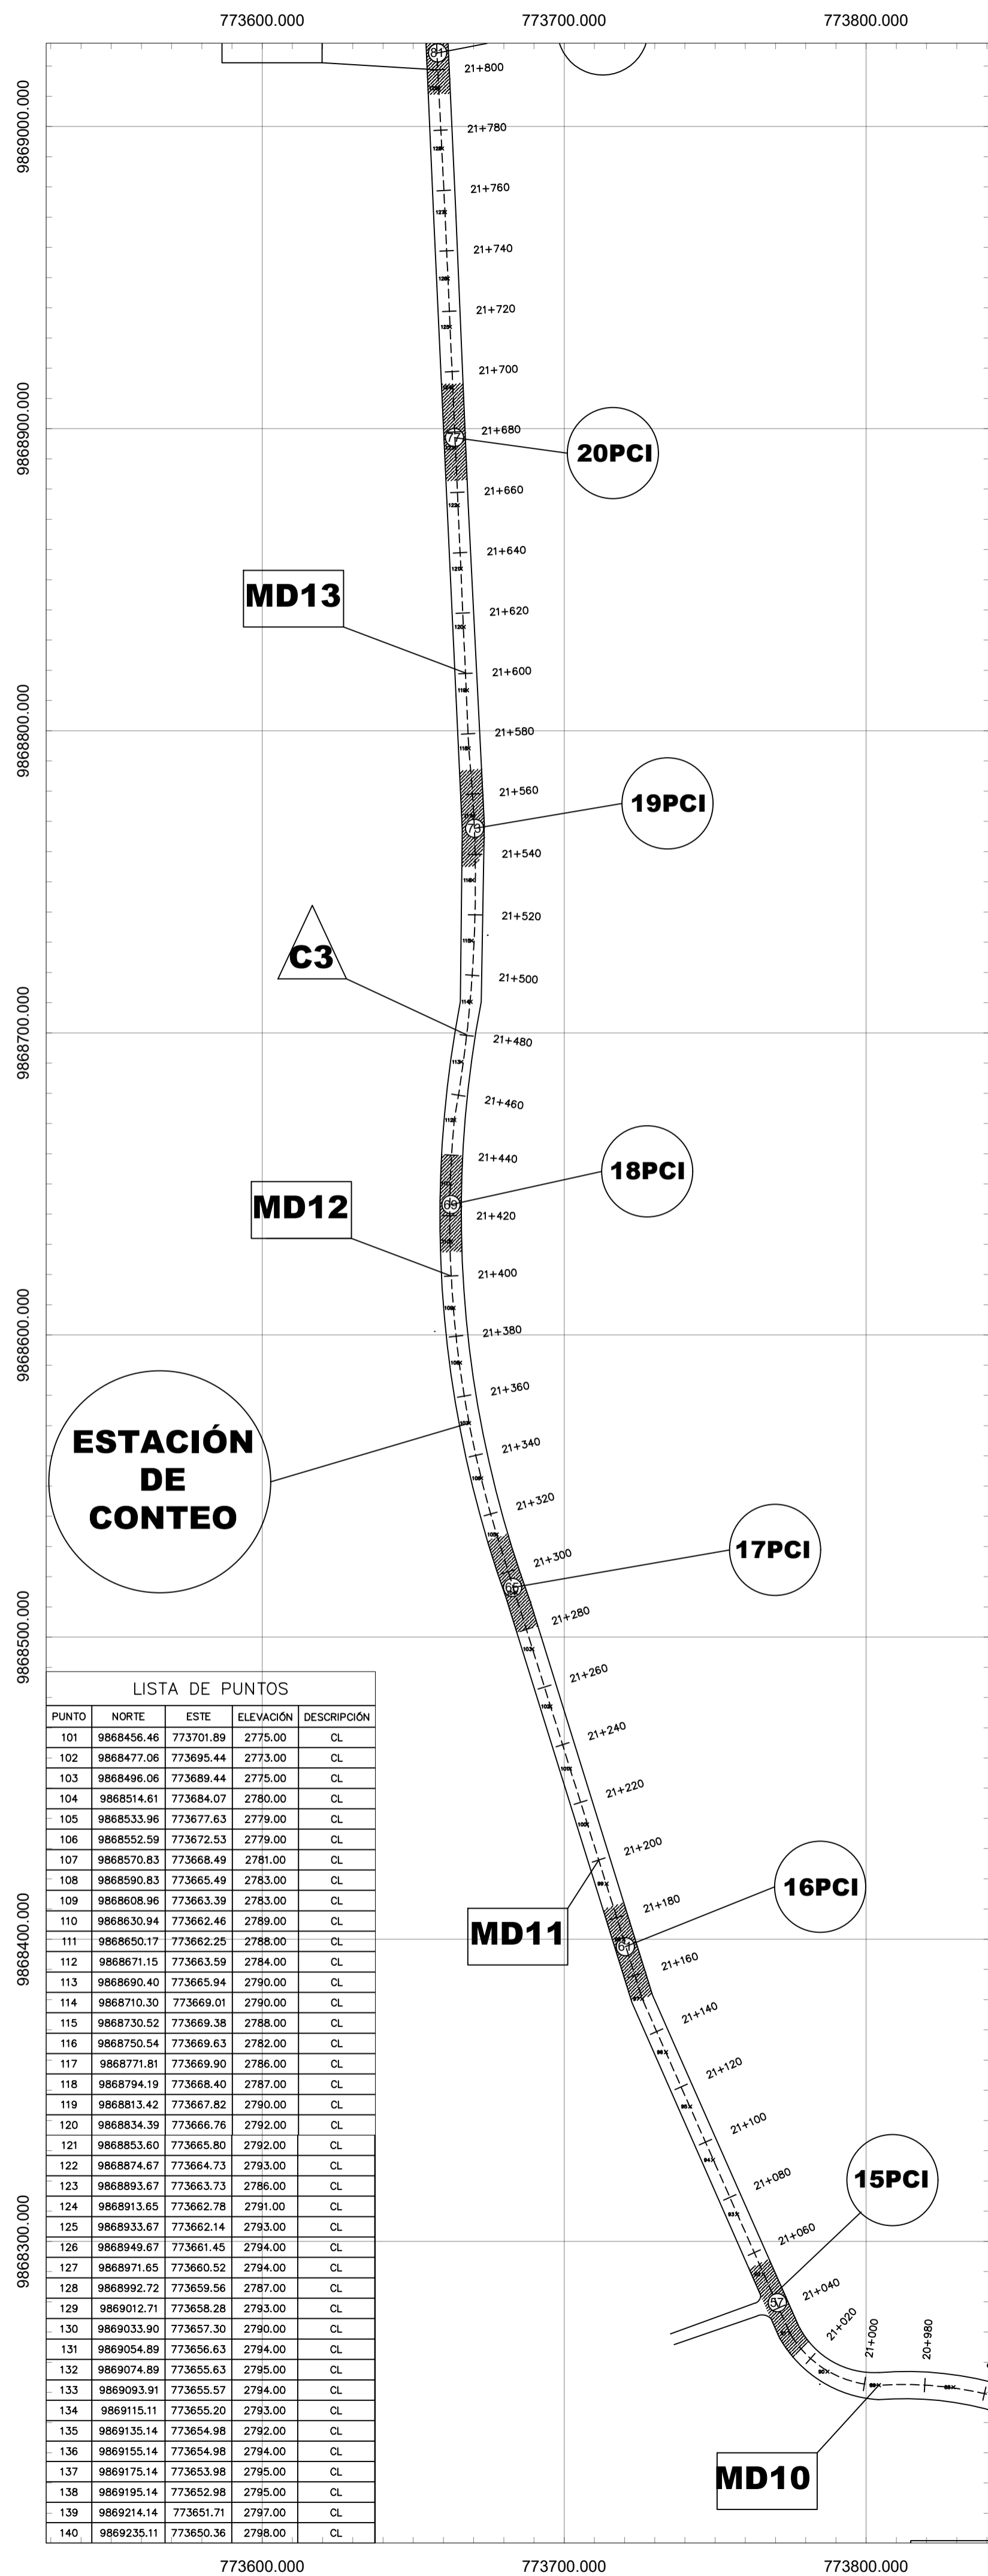 773600.000
773700.000
773800.000
81
21+800
9869000.000
21+780
21+760
21+740
21+720
21+700
9868900.000
21+680
77
20PCI
21+660
21+640
MD13
21+620
21+600
9868800.000
21+580
21+560
19PCI
73
21+540
21+520
C3
21+500
9868700.000
21+480
21+460
21+440
18PCI
69
MD12
21+420
21+400
9868600.000
21+380
21+360
ESTACIÓN
DE
CONTEO
21+340
21+320
17PCI
21+300
21+280
9868500.000
21+260
21+240
21+220
21+200
16PCI
21+180
MD11
61
9868400.000
21+160
21+140
21+120
21+100
21+080
15PCI
9868300.000
21+060
57
21+040
21+020
21+000
20+980
MD10
LISTA DE PUNTOS
PUNTO NORTE ESTE ELEVACIÓN DESCRIPCIÓN
101 9868456.46 773701.89 2775.00 CL
102 9868477.06 773695.44 2773.00 CL
103 9868496.06 773689.44 2775.00 CL
104 9868514.61 773684.07 2780.00 CL
105 9868533.96 773677.63 2779.00 CL
106 9868552.59 773672.53 2779.00 CL
107 9868570.83 773668.49 2781.00 CL
108 9868590.83 773665.49 2783.00 CL
109 9868608.96 773663.39 2783.00 CL
110 9868630.94 773662.46 2789.00 CL
111 9868650.17 773662.25 2788.00 CL
112 9868671.15 773663.59 2784.00 CL
113 9868690.40 773665.94 2790.00 CL
114 9868710.30 773669.01 2790.00 CL
115 9868730.52 773669.38 2788.00 CL
116 9868750.54 773669.63 2782.00 CL
117 9868771.81 773669.90 2786.00 CL
118 9868794.19 773668.40 2787.00 CL
119 9868813.42 773667.82 2790.00 CL
120 9868834.39 773666.76 2792.00 CL
121 9868853.60 773665.80 2792.00 CL
122 9868874.67 773664.73 2793.00 CL
123 9868893.67 773663.73 2786.00 CL
124 9868913.65 773662.78 2791.00 CL
125 9868933.67 773662.14 2793.00 CL
126 9868949.67 773661.45 2794.00 CL
127 9868971.65 773660.52 2794.00 CL
128 9868992.72 773659.56 2787.00 CL
129 9869012.71 773658.28 2793.00 CL
130 9869033.90 773657.30 2790.00 CL
131 9869054.89 773656.63 2794.00 CL
132 9869074.89 773655.63 2795.00 CL
133 9869093.91 773655.57 2794.00 CL
134 9869115.11 773655.20 2793.00 CL
135 9869135.14 773654.98 2792.00 CL
136 9869155.14 773654.98 2794.00 CL
137 9869175.14 773653.98 2795.00 CL
138 9869195.14 773652.98 2795.00 CL
139 9869214.14 773651.71 2797.00 CL
140 9869235.11 773650.36 2798.00 CL
773600.000
773700.000
773800.000